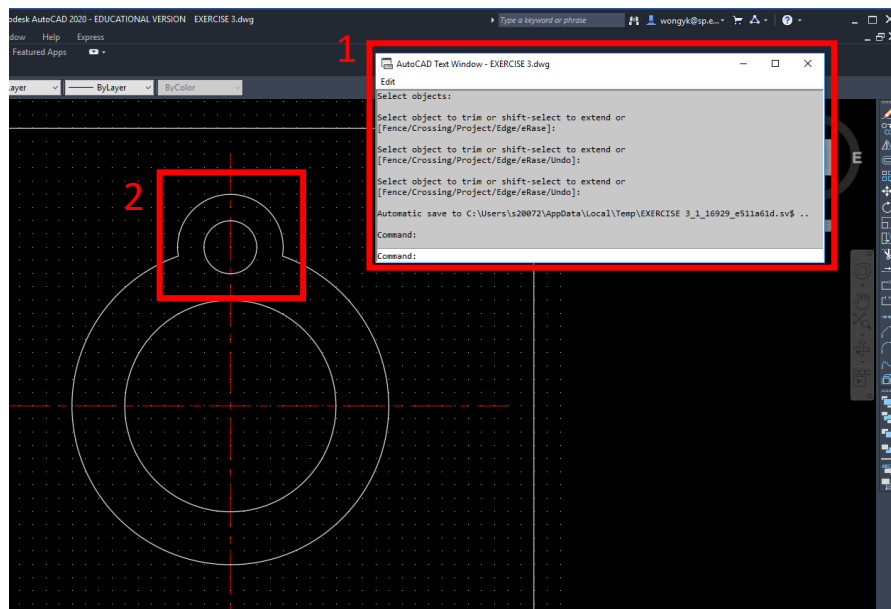 odesk AutoCAD 2020 - EDUCATIONAL VERSION EXERCISE 3.dwg
Type a keyword or phrase
wongyk@sp.e...
dow Help Express
Featured Apps
ayer
ByLayer
ByColor
1
AutoCAD Text Window - EXERCISE 3.dwg
Edit
Select objects:
Select object to trim or shift-select to extend or
[Fence/Crossing/Project/Edge/eRase]:
Select object to trim or shift-select to extend or
[Fence/Crossing/Project/Edge/eRase/Undo]:
Select object to trim or shift-select to extend or
[Fence/Crossing/Project/Edge/eRase/Undo]:
Automatic save to C:\Users\s20072\AppData\Local\Temp\EXERCISE 3_1_16929_e511a61d.sv$ ..
Command:
Command:
E
2